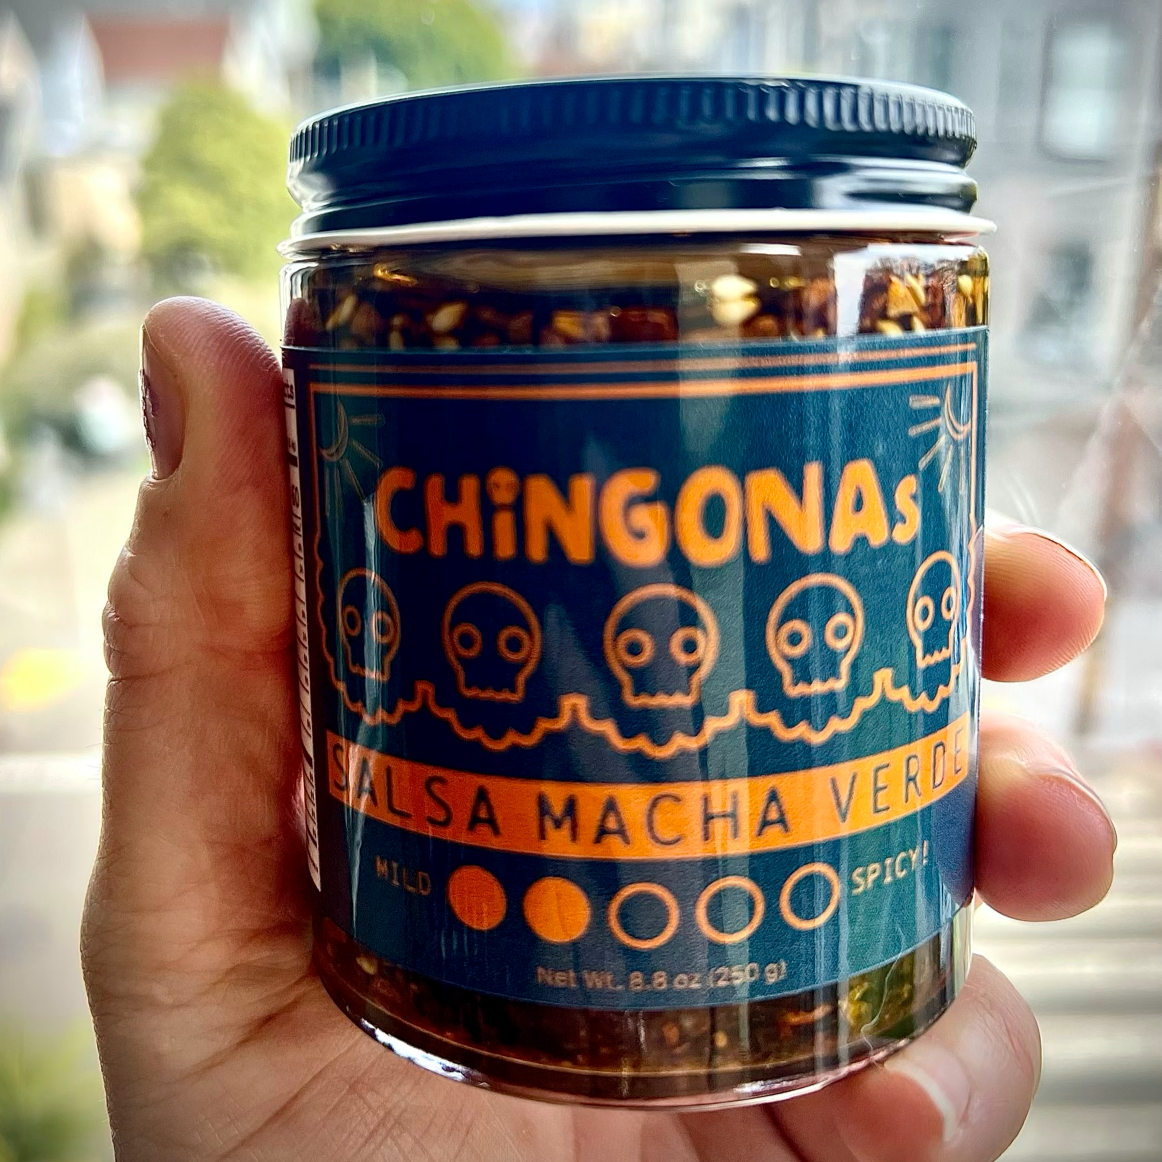 CHiNGONAs
SALSA MACHA VERDE
MILD SPICY!
Net Wt. 8.8 oz (250 g)